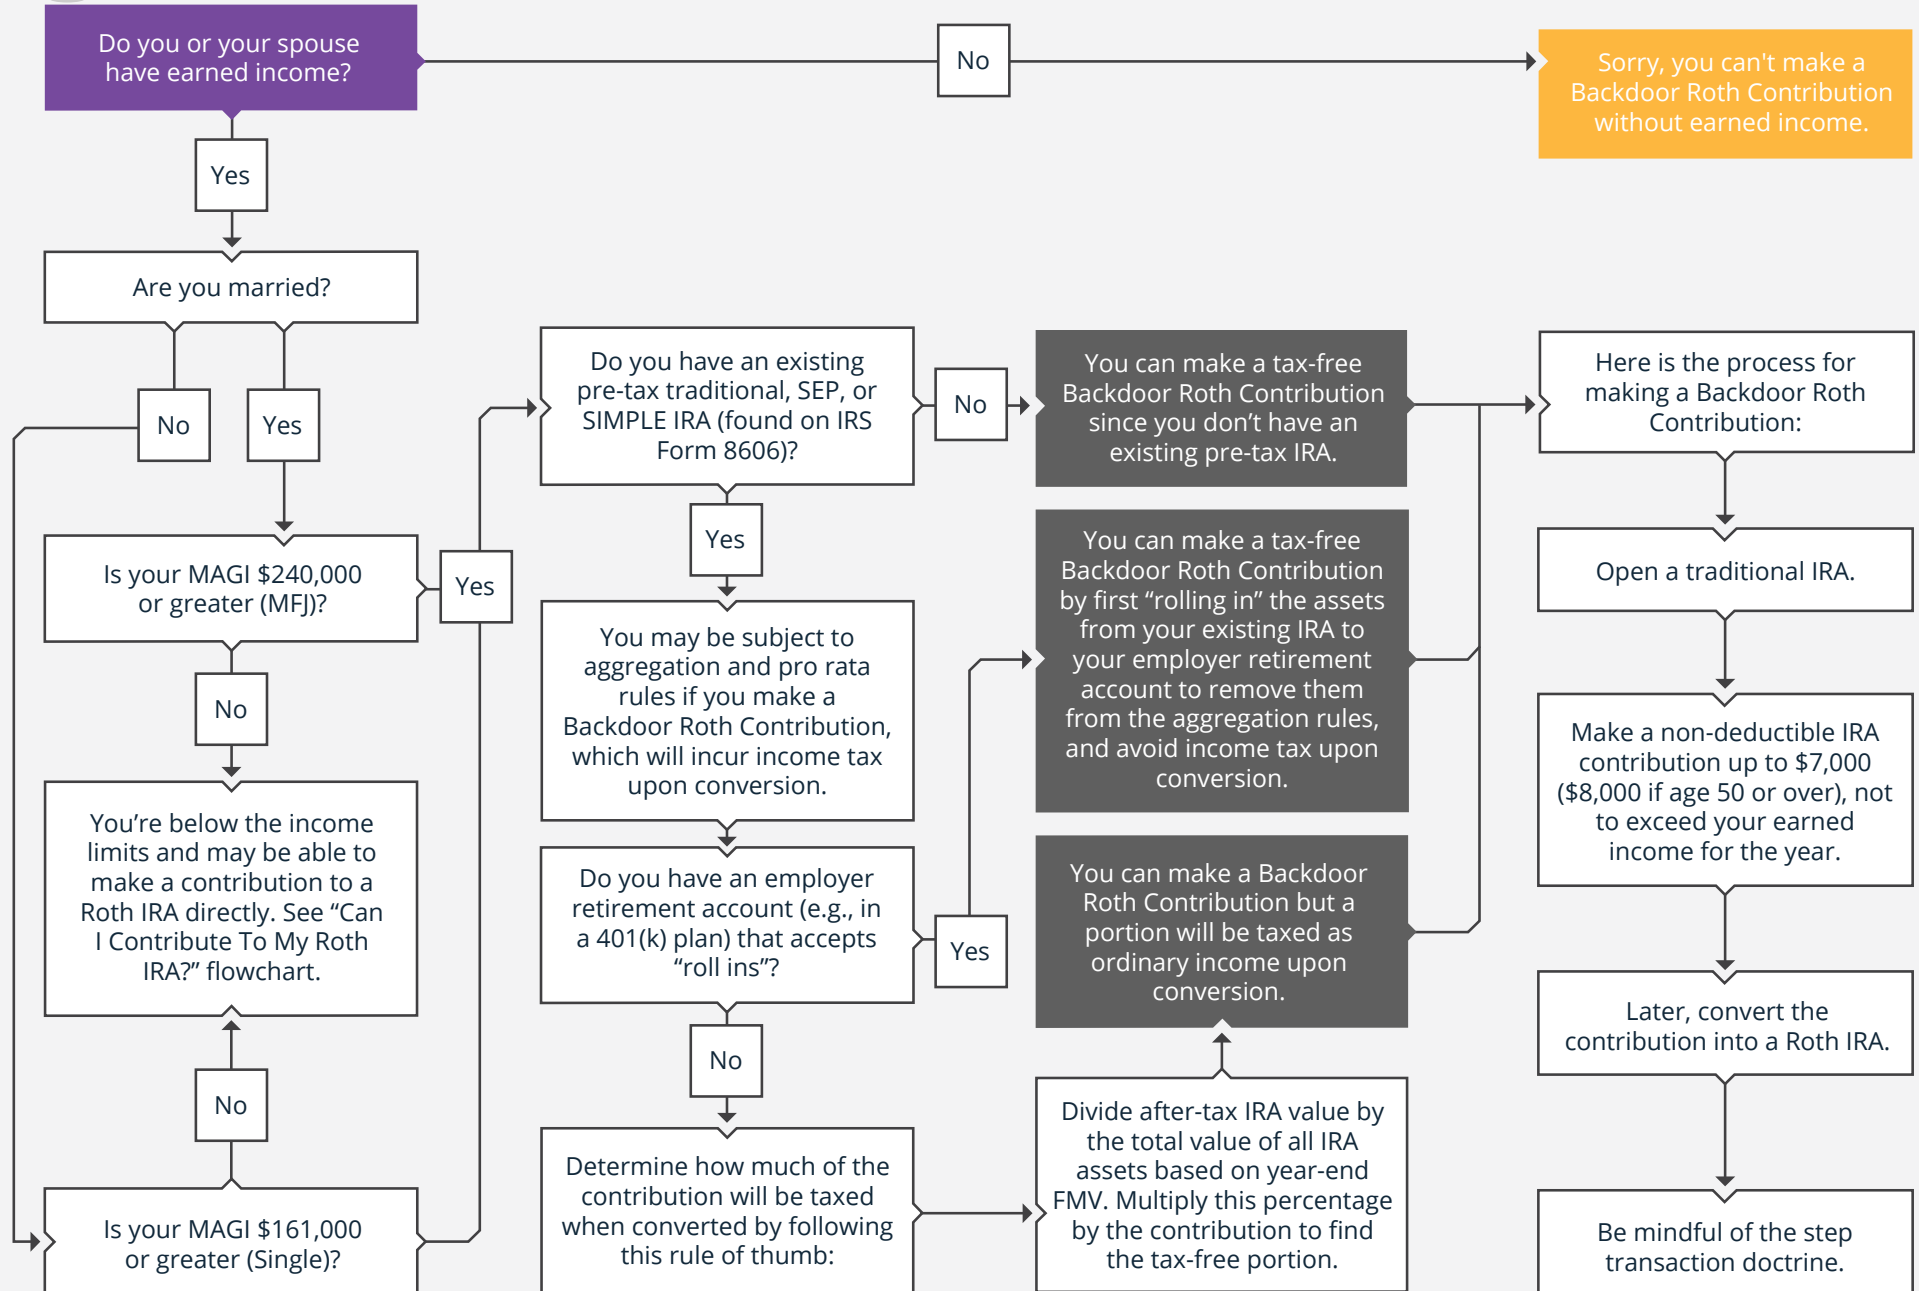 Do you or your spouse
have earned income?
No
Sorry, you can't make a
Backdoor Roth Contribution
without earned income.
Yes
Are you married?
No
Yes
Is your MAGI $240,000
or greater (MFJ)?
Yes
No
You’re below the income
limits and may be able to
make a contribution to a
Roth IRA directly. See “Can
I Contribute To My Roth
IRA?” flowchart.
No
Is your MAGI $161,000
or greater (Single)?
Do you have an existing
pre-tax traditional, SEP, or
SIMPLE IRA (found on IRS
Form 8606)?
No
Yes
You may be subject to
aggregation and pro rata
rules if you make a
Backdoor Roth Contribution,
which will incur income tax
upon conversion.
Do you have an employer
retirement account (e.g., in
a 401(k) plan) that accepts
“roll ins”?
Yes
No
Determine how much of the
contribution will be taxed
when converted by following
this rule of thumb:
You can make a tax-free
Backdoor Roth Contribution
since you don’t have an
existing pre-tax IRA.
You can make a tax-free
Backdoor Roth Contribution
by first “rolling in” the assets
from your existing IRA to
your employer retirement
account to remove them
from the aggregation rules,
and avoid income tax upon
conversion.
You can make a Backdoor
Roth Contribution but a
portion will be taxed as
ordinary income upon
conversion.
Divide after-tax IRA value by
the total value of all IRA
assets based on year-end
FMV. Multiply this percentage
by the contribution to find
the tax-free portion.
Here is the process for
making a Backdoor Roth
Contribution:
Open a traditional IRA.
Make a non-deductible IRA
contribution up to $7,000
($8,000 if age 50 or over), not
to exceed your earned
income for the year.
Later, convert the
contribution into a Roth IRA.
Be mindful of the step
transaction doctrine.